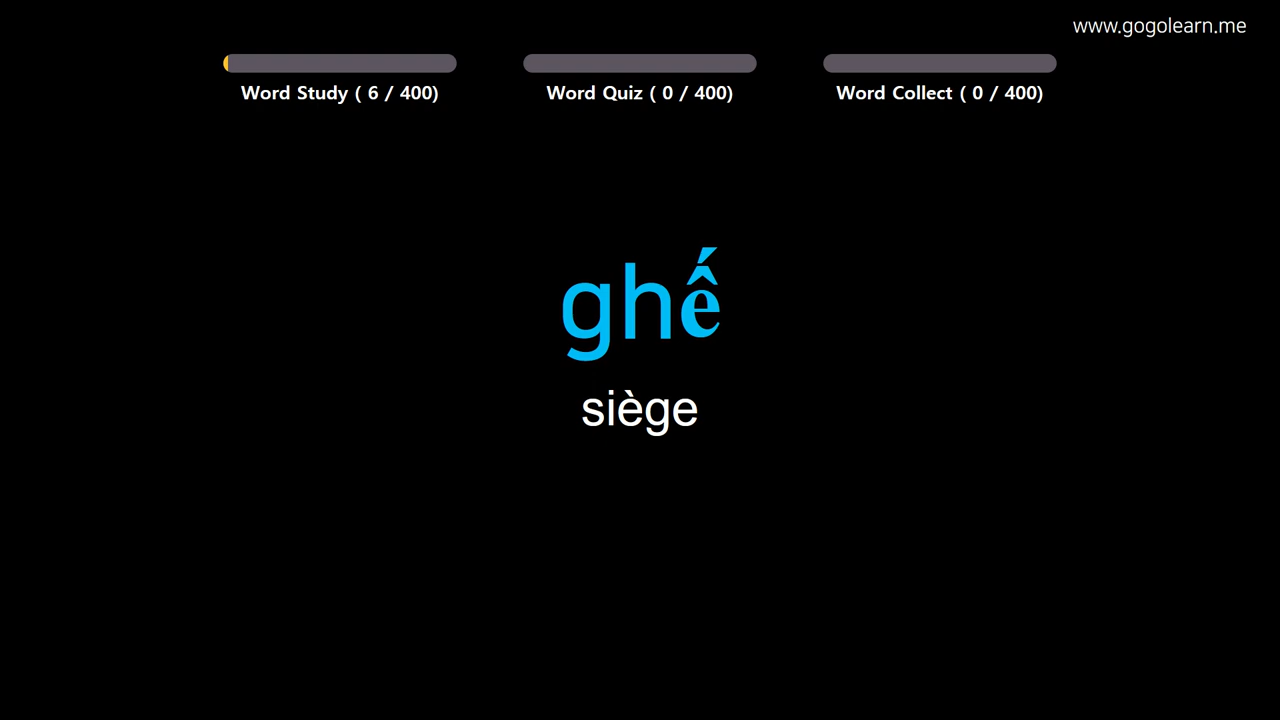 www.gogolearn.me
Word Study ( 6 / 400)
Word Quiz ( 0 / 400)
Word Collect ( 0 / 400)
ghế
siège